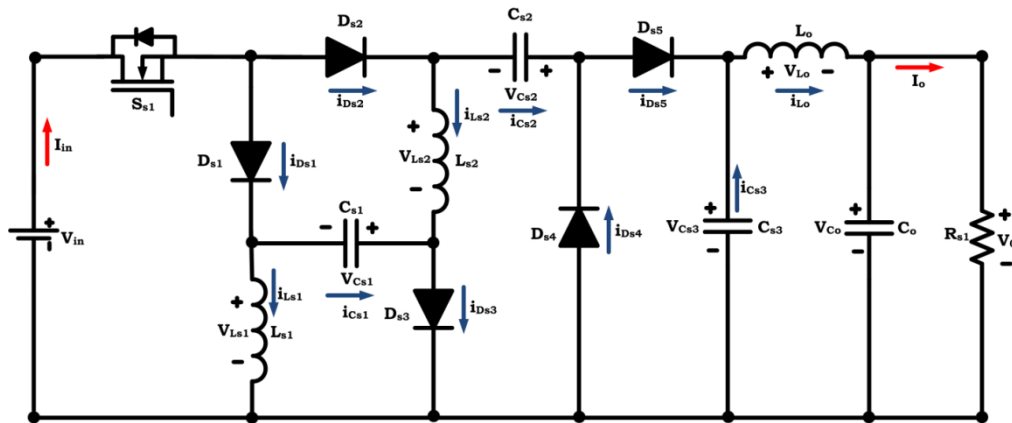 Ds2
Cs2
Ds5
Lo
Ss1
iDs2
VCs2
iCs2
iDs5
VLo
iLo
Io
Iin
Ds1
iDs1
iLs2
VLs2
Ls2
Cs1
VCs1
iCs1
Ds4
iDs4
iCs3
VCs3
Cs3
VCo
Co
Rs1
Vin
iLs1
VLs1
Ls1
Ds3
iDs3